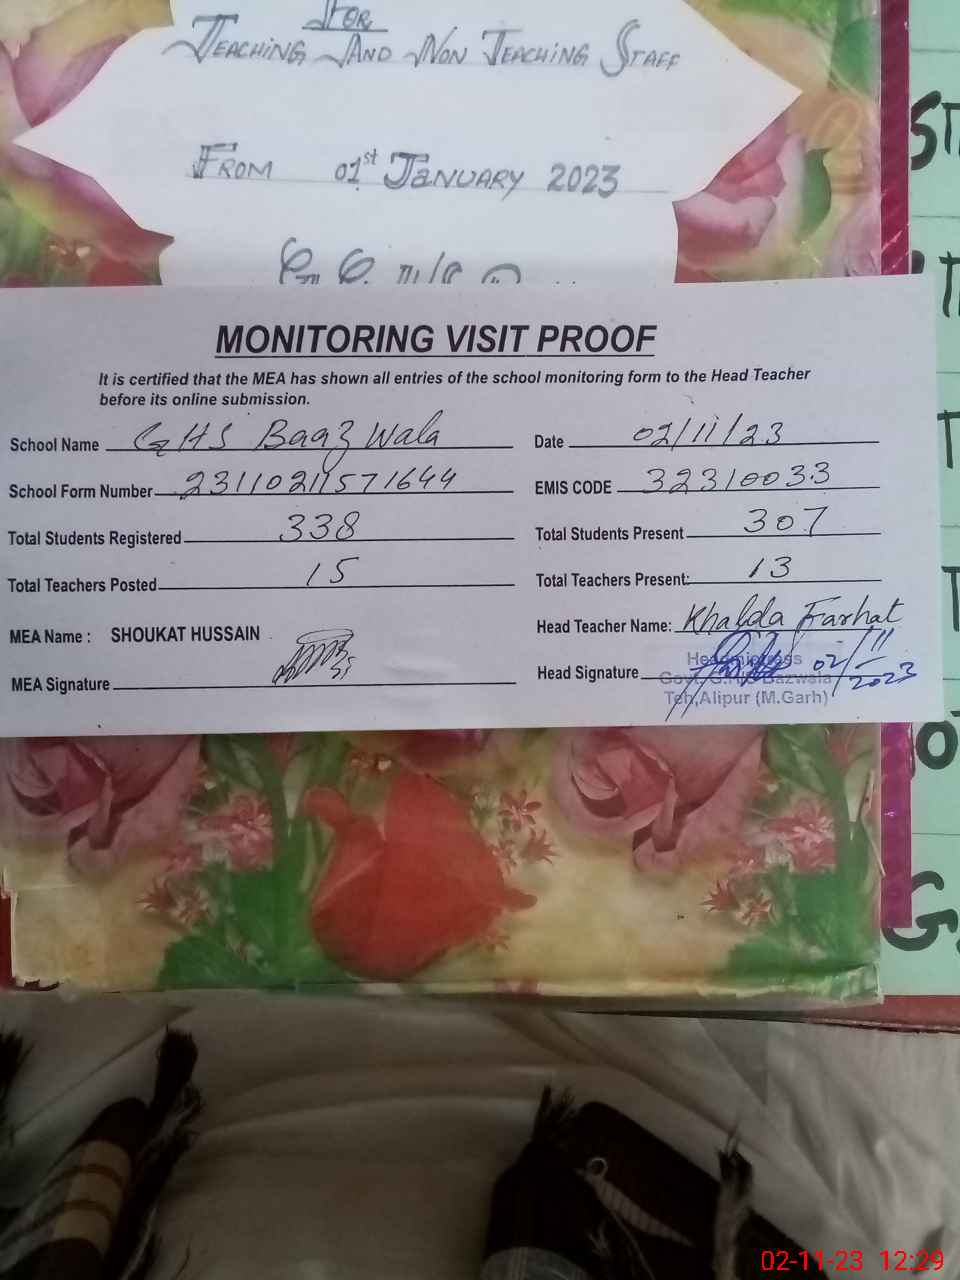 FOR
TEACHING AND NON TEACHING STAFF
FROM 01st JANUARY 2023
MONITORING VISIT PROOF
It is certified that the MEA has shown all entries of the school monitoring form to the Head Teacher
before its online submission.
School Name GHS Baaz Wala
Date 02/11/23
School Form Number 23110211571644
EMIS CODE 32310033
Total Students Registered 338
Total Students Present 307
Total Teachers Posted 15
Total Teachers Present: 13
MEA Name : SHOUKAT HUSSAIN
Head Teacher Name: Khalda Farhat
MEA Signature
Head Signature 02/11/2023
Headmistress
Govt. G.H/S Bazwala
Teh,Alipur (M.Garh)
02-11-23 12:29